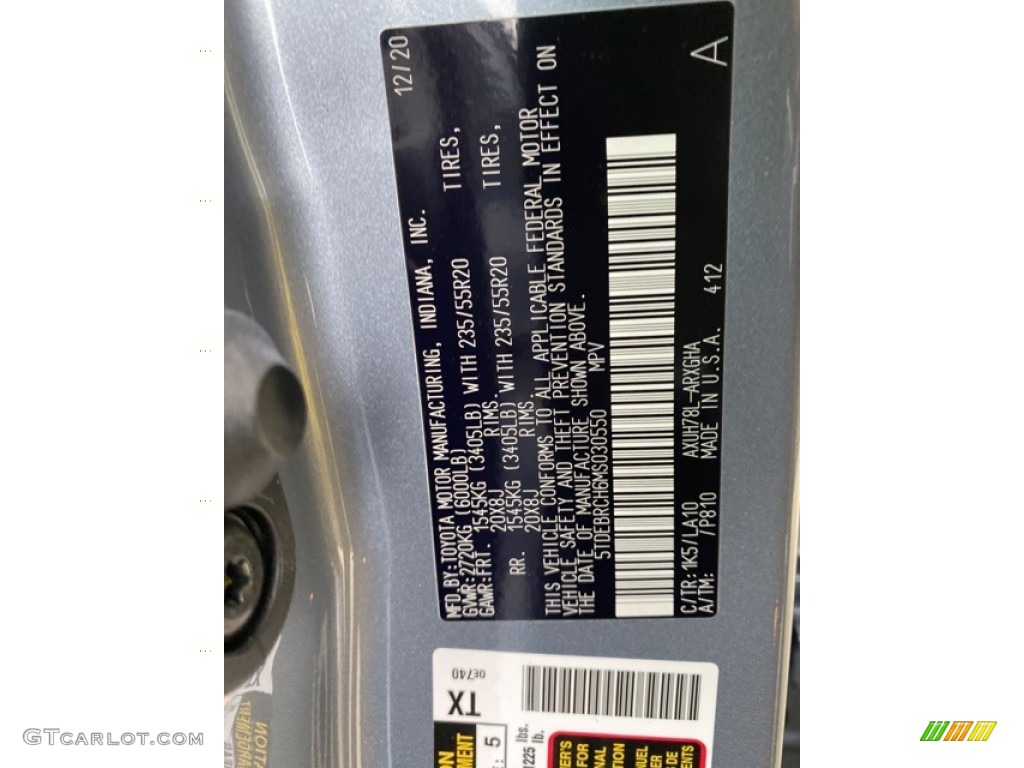 MFD.BY:TOYOTA MOTOR MANUFACTURING, INDIANA, INC. 12/20
GVWR:2720KG (6000LB)
GAWR:FRT. 1545KG (3405LB) WITH 235/55R20 TIRES,
20X8J RIMS.
RR. 1545KG (3405LB) WITH 235/55R20 TIRES,
20X8J RIMS.
THIS VEHICLE CONFORMS TO ALL APPLICABLE FEDERAL MOTOR
VEHICLE SAFETY AND THEFT PREVENTION STANDARDS IN EFFECT ON
THE DATE OF MANUFACTURE SHOWN ABOVE.
5TDEBRCH6MS030550 MPV
C/TR:1K5/LA10 AXUH78L-ARXGHA
A/TM: /P810 MADE IN U.S.A. 412 A
0E740
TX
: 5
1225 lbs.
lb.
GTCarlot.com